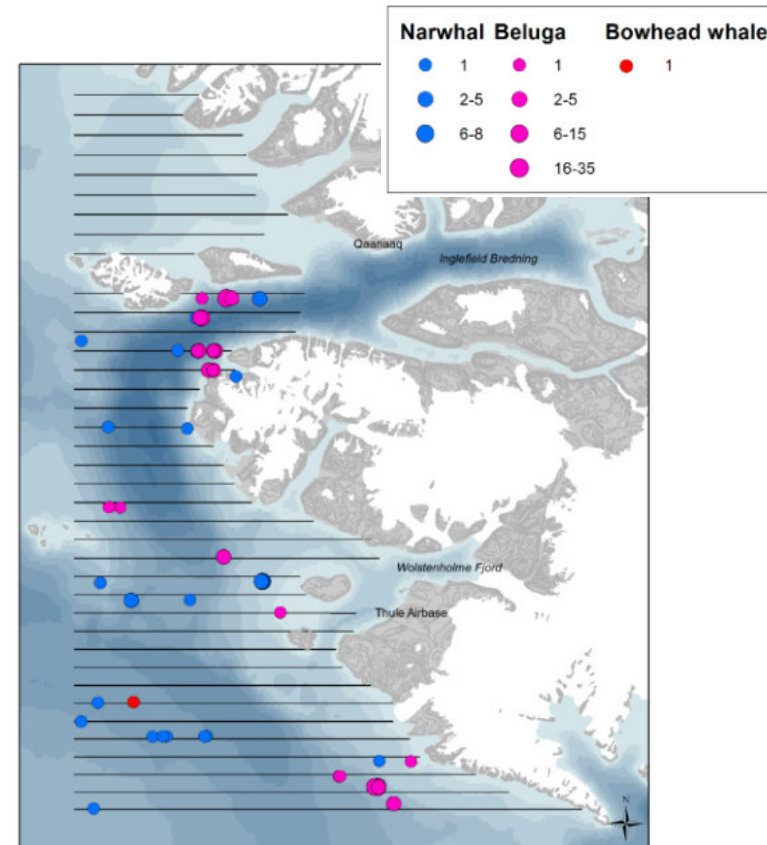 Narwhal Beluga Bowhead whale
1 1 1
2-5 2-5
6-8 6-15
16-35
Qaanaaq
Inglefield Bredning
Wolstenholme Fjord
Thule Airbase
N